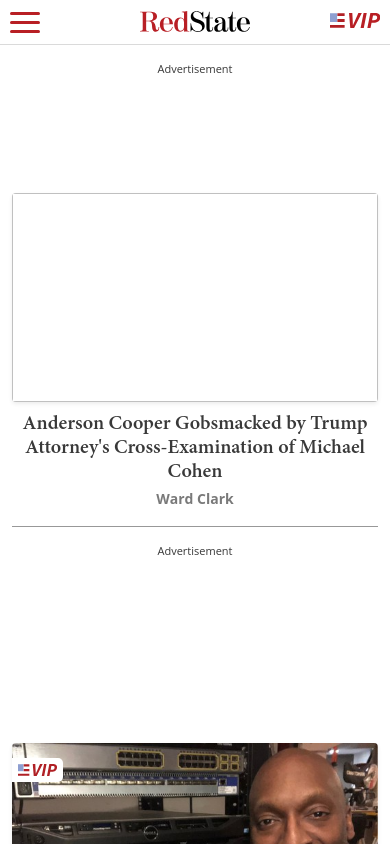 RedState
VIP
Advertisement
Anderson Cooper Gobsmacked by Trump
Attorney's Cross-Examination of Michael
Cohen
Ward Clark
Advertisement
VIP